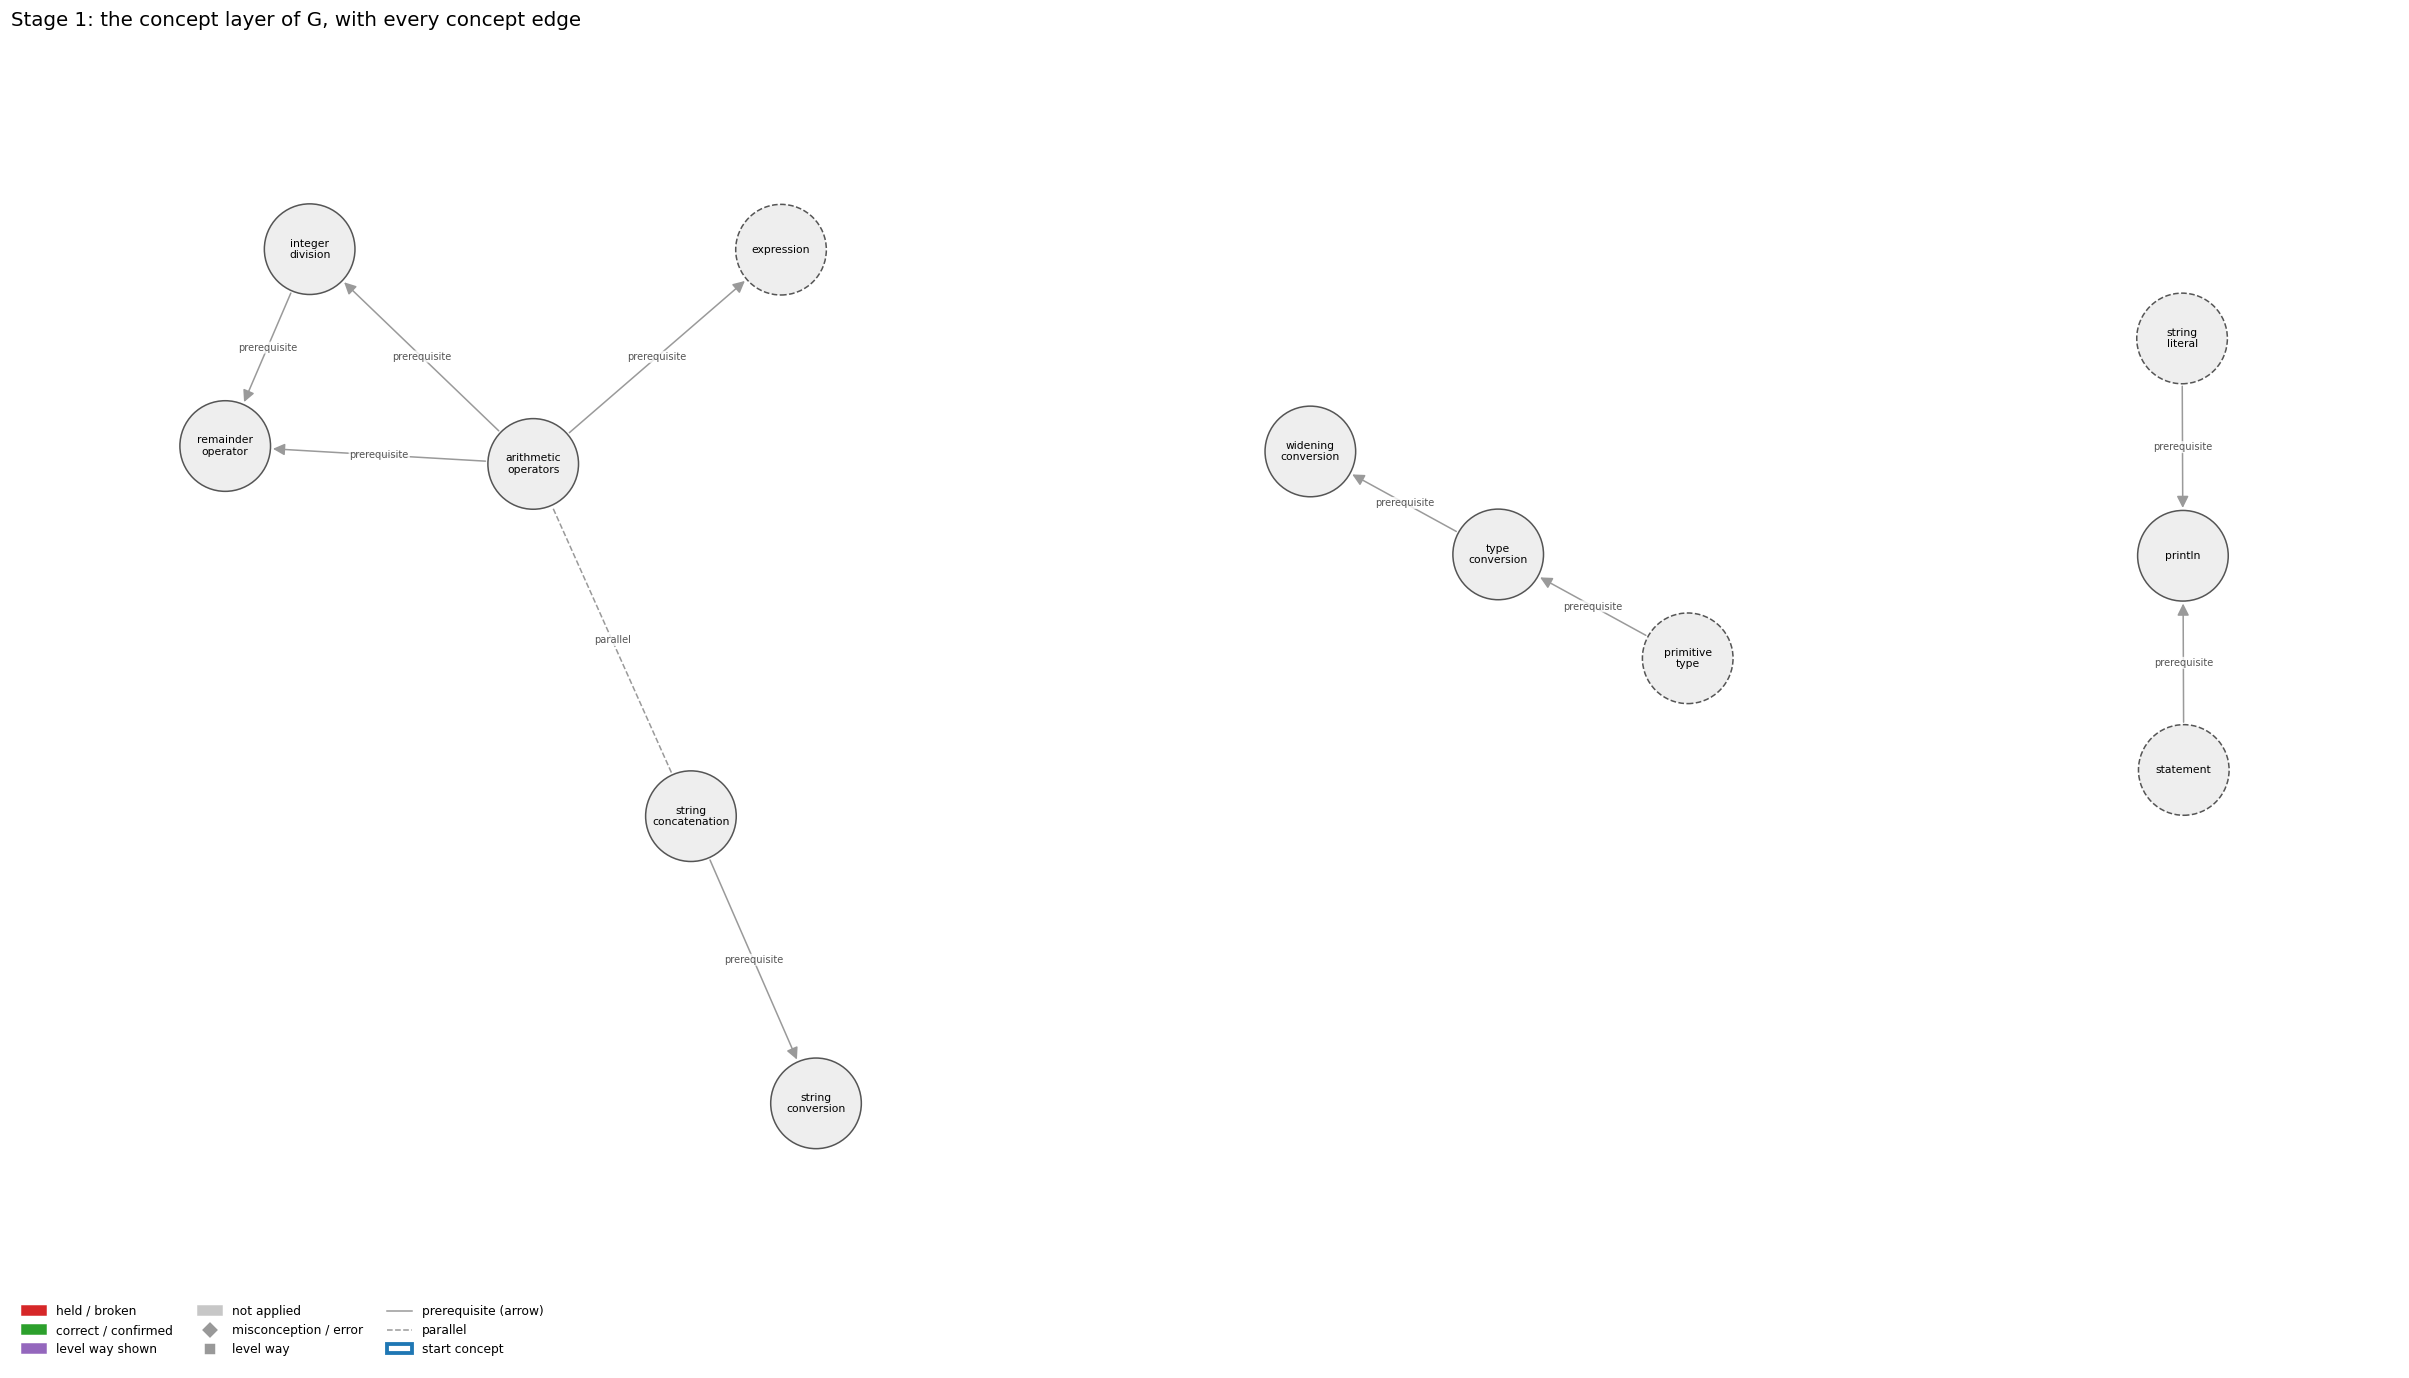 Stage 1: the concept layer of G, with every concept edge
integer
division
expression
string
literal
prerequisite
prerequisite
prerequisite
remainder
operator
prerequisite
arithmetic
operators
widening
conversion
prerequisite
prerequisite
type
conversion
println
prerequisite
parallel
primitive
type
prerequisite
statement
string
concatenation
prerequisite
string
conversion
held / broken
correct / confirmed
level way shown
not applied
misconception / error
level way
prerequisite (arrow)
parallel
start concept